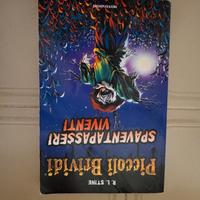 R. L. STINE
Piccoli Brividi
SPAVENTAPASSERI
VIVENTI